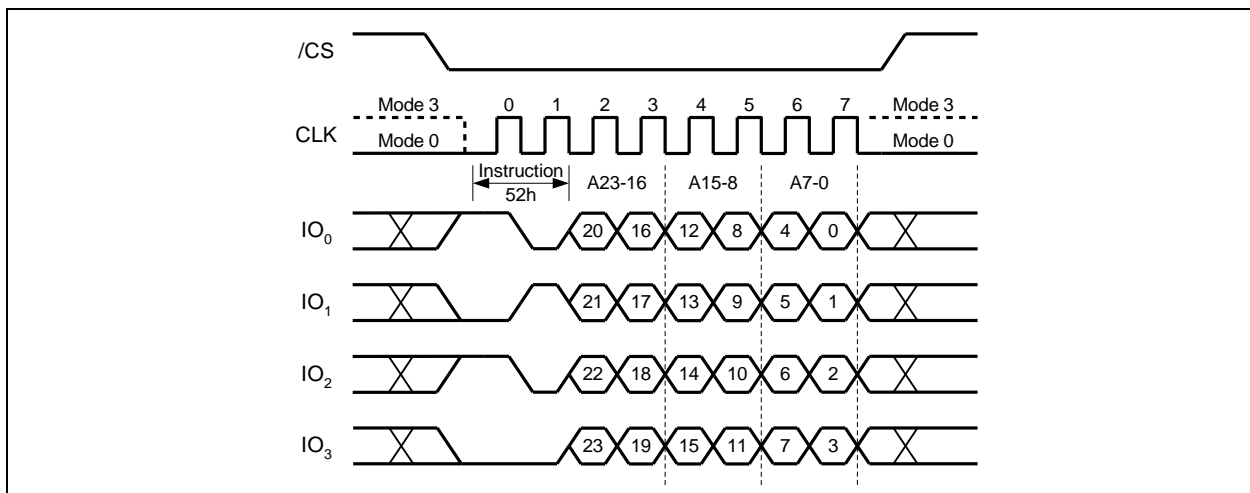 /CS
Mode 3 0 1 2 3 4 5 6 7 Mode 3
CLK
Mode 0 Mode 0
Instruction A23-16 A15-8 A7-0
52h
IO0 20 16 12 8 4 0
IO1 21 17 13 9 5 1
IO2 22 18 14 10 6 2
IO3 23 19 15 11 7 3